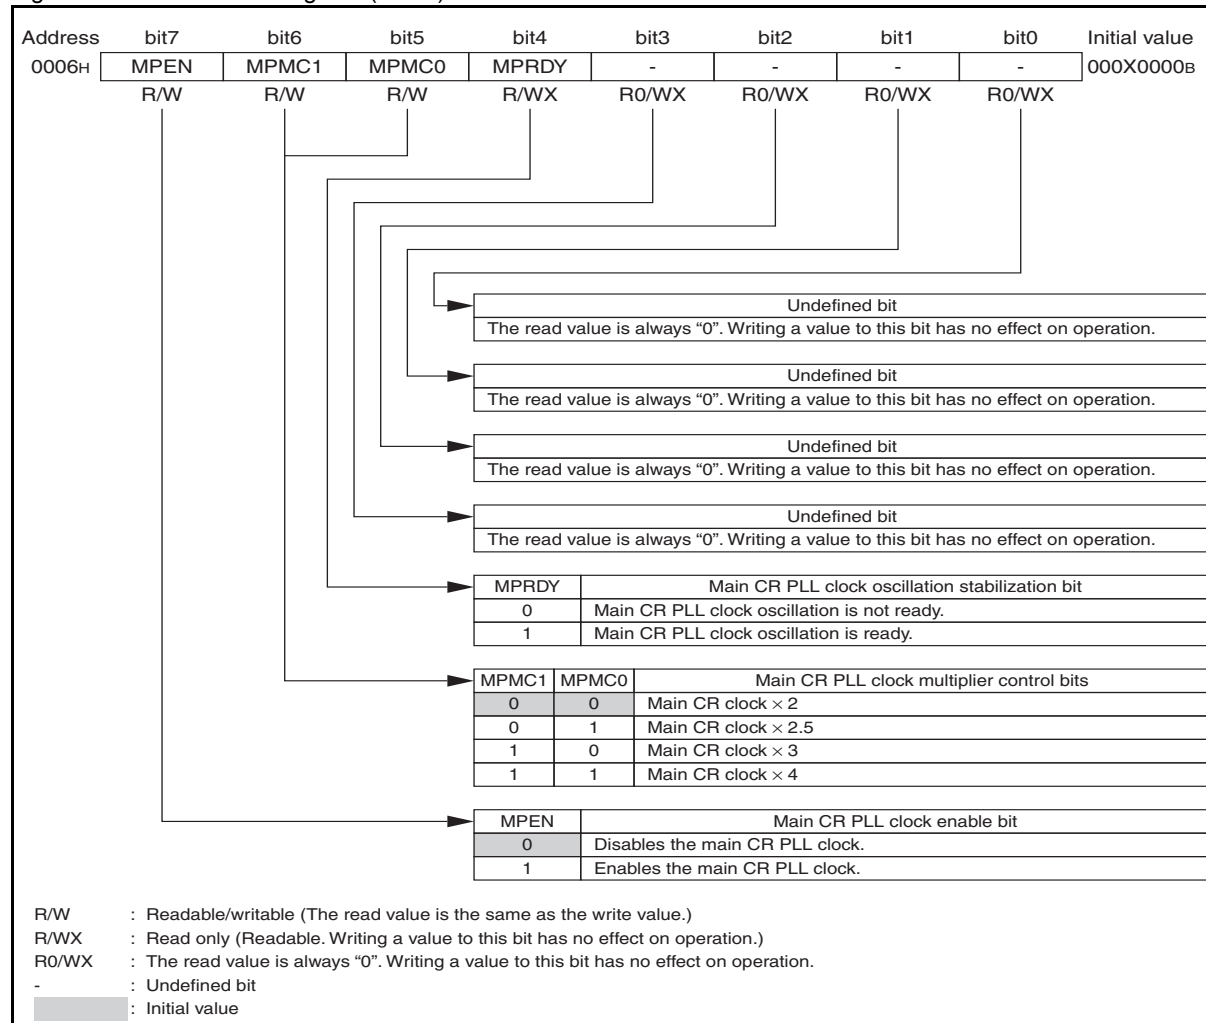 Address bit7 bit6 bit5 bit4 bit3 bit2 bit1 bit0 Initial value
0006H MPEN MPMC1 MPMC0 MPRDY - - - - 000X0000B
R/W R/W R/W R/WX R0/WX R0/WX R0/WX R0/WX
Undefined bit
The read value is always “0”. Writing a value to this bit has no effect on operation.
Undefined bit
The read value is always “0”. Writing a value to this bit has no effect on operation.
Undefined bit
The read value is always “0”. Writing a value to this bit has no effect on operation.
Undefined bit
The read value is always “0”. Writing a value to this bit has no effect on operation.
MPRDY Main CR PLL clock oscillation stabilization bit
0 Main CR PLL clock oscillation is not ready.
1 Main CR PLL clock oscillation is ready.
MPMC1 MPMC0 Main CR PLL clock multiplier control bits
0 0 Main CR clock × 2
0 1 Main CR clock × 2.5
1 0 Main CR clock × 3
1 1 Main CR clock × 4
MPEN Main CR PLL clock enable bit
0 Disables the main CR PLL clock.
1 Enables the main CR PLL clock.
R/W : Readable/writable (The read value is the same as the write value.)
R/WX : Read only (Readable. Writing a value to this bit has no effect on operation.)
R0/WX : The read value is always “0”. Writing a value to this bit has no effect on operation.
- : Undefined bit
: Initial value